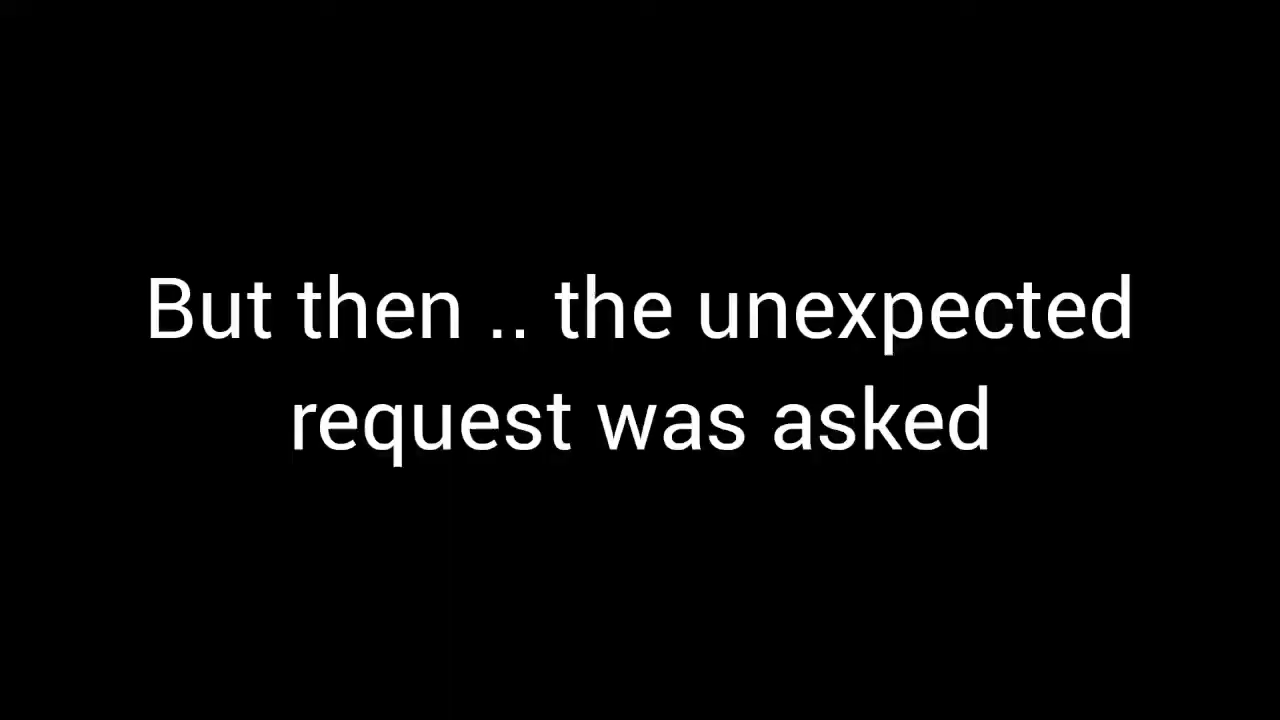 But then .. the unexpected
request was asked